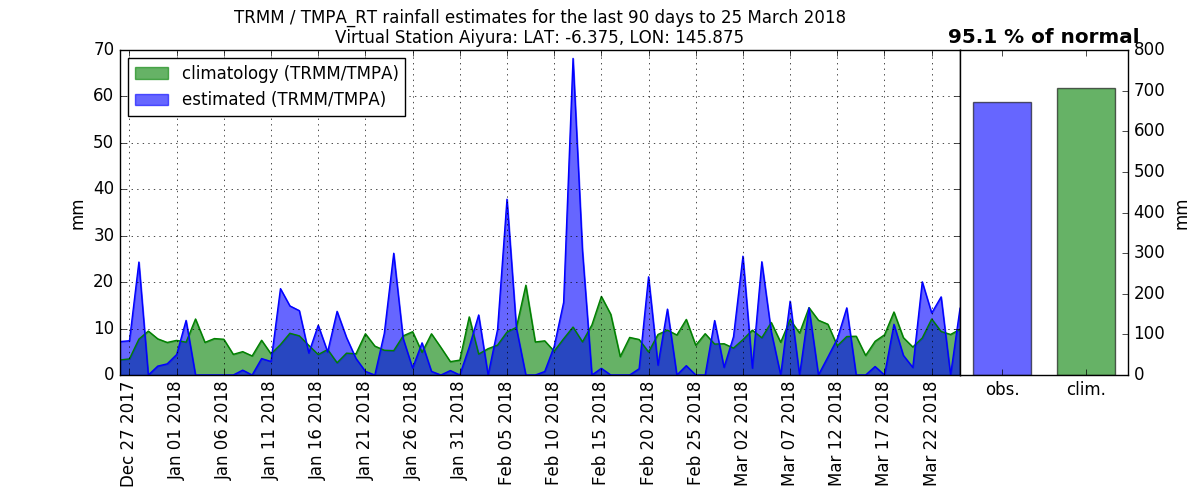 TRMM / TMPA_RT rainfall estimates for the last 90 days to 25 March 2018
Virtual Station Aiyura: LAT: -6.375, LON: 145.875
95.1 % of normal
climatology (TRMM/TMPA)
estimated (TRMM/TMPA)
mm
70
60
50
40
30
20
10
0
Dec 27 2017
Jan 01 2018
Jan 06 2018
Jan 11 2018
Jan 16 2018
Jan 21 2018
Jan 26 2018
Jan 31 2018
Feb 05 2018
Feb 10 2018
Feb 15 2018
Feb 20 2018
Feb 25 2018
Mar 02 2018
Mar 07 2018
Mar 12 2018
Mar 17 2018
Mar 22 2018
obs.
clim.
800
700
600
500
400
300
200
100
0
mm